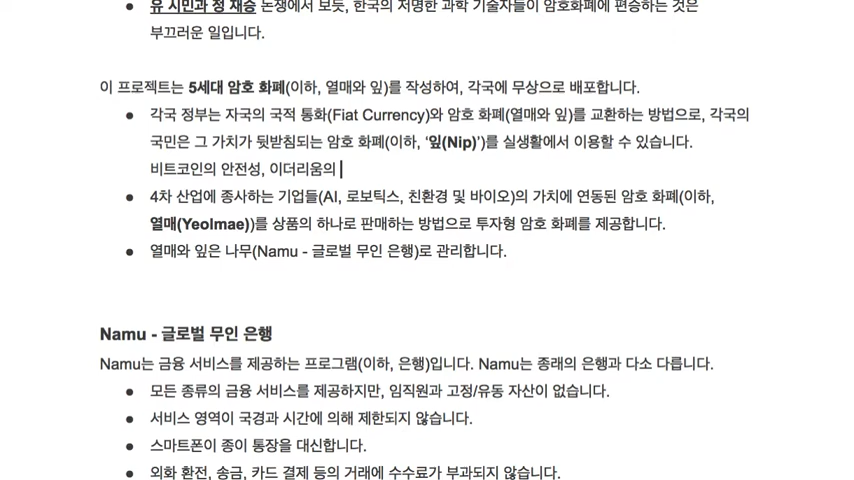 ● 유 시민과 정 재승 논쟁에서 보듯, 한국의 저명한 과학 기술자들이 암호화폐에 편승하는 것은
부끄러운 일입니다.
이 프로젝트는 5세대 암호 화폐(이하, 열매와 잎)를 작성하여, 각국에 무상으로 배포합니다.
● 각국 정부는 자국의 국적 통화(Fiat Currency)와 암호 화폐(열매와 잎)를 교환하는 방법으로, 각국의
국민은 그 가치가 뒷받침되는 암호 화폐(이하, ‘잎(Nip)’)를 실생활에서 이용할 수 있습니다.
비트코인의 안전성, 이더리움의
● 4차 산업에 종사하는 기업들(AI, 로보틱스, 친환경 및 바이오)의 가치에 연동된 암호 화폐(이하,
열매(Yeolmae))를 상품의 하나로 판매하는 방법으로 투자형 암호 화폐를 제공합니다.
● 열매와 잎은 나무(Namu - 글로벌 무인 은행)로 관리합니다.
Namu - 글로벌 무인 은행
Namu는 금융 서비스를 제공하는 프로그램(이하, 은행)입니다. Namu는 종래의 은행과 다소 다릅니다.
● 모든 종류의 금융 서비스를 제공하지만, 임직원과 고정/유동 자산이 없습니다.
● 서비스 영역이 국경과 시간에 의해 제한되지 않습니다.
● 스마트폰이 종이 통장을 대신합니다.
● 외화 환전, 송금, 카드 결제 등의 거래에 수수료가 부과되지 않습니다.